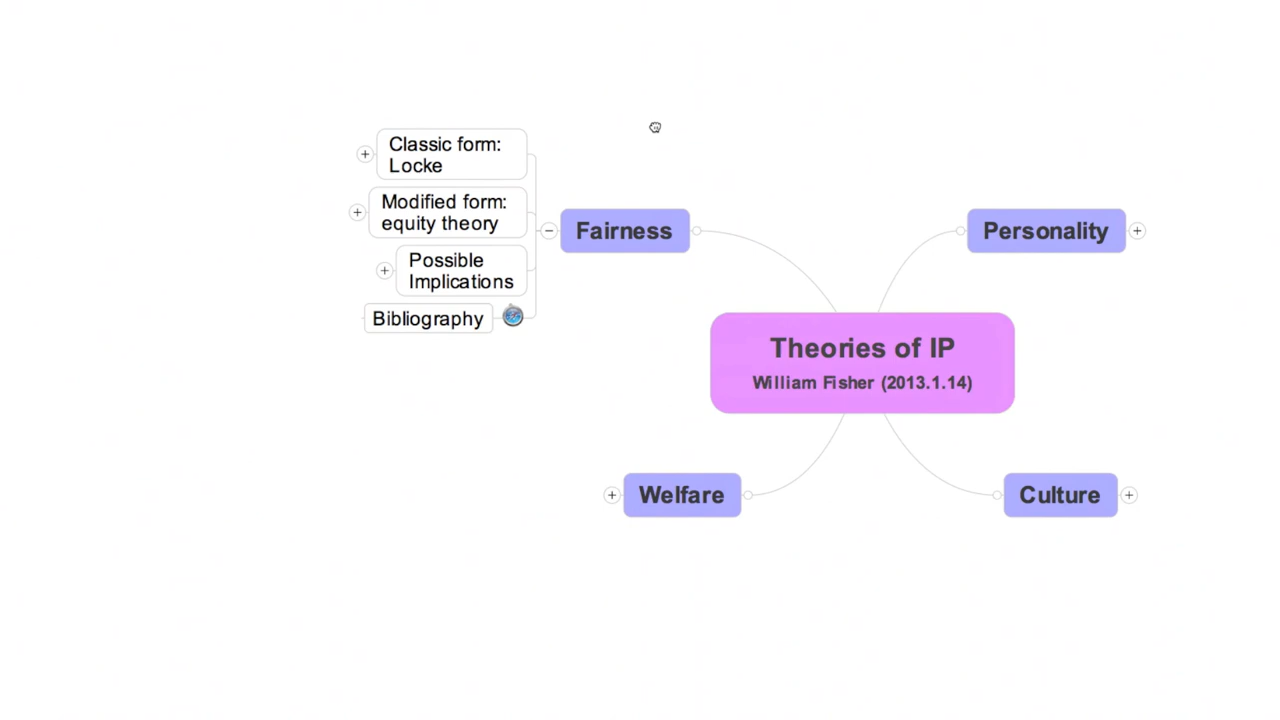 Classic form:
Locke
Modified form:
equity theory
Possible
Implications
Bibliography
Fairness
Personality
Theories of IP
William Fisher (2013.1.14)
Welfare
Culture